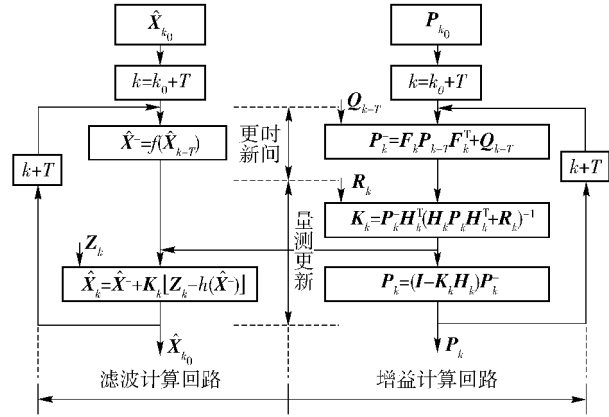 X̂_{k_0}
P_{k_0}
k=k_0+T
k=k_0+T
Q_{k-T}
更新
时间
X̂^-=f(X̂_{k-T})
P_k^-=F_kP_{k-T}F_k^T+Q_{k-T}
k+T
k+T
R_k
K_k=P_k^-H_k^T(H_kP_kH_k^T+R_k)^{-1}
量测更新
Z_k
X̂_k=X̂^-+K_k⌊Z_k-h(X̂^-)⌋
P_k=(I-K_kH_k)P_k^-
X̂_{k_0}
P_k
滤波计算回路
增益计算回路